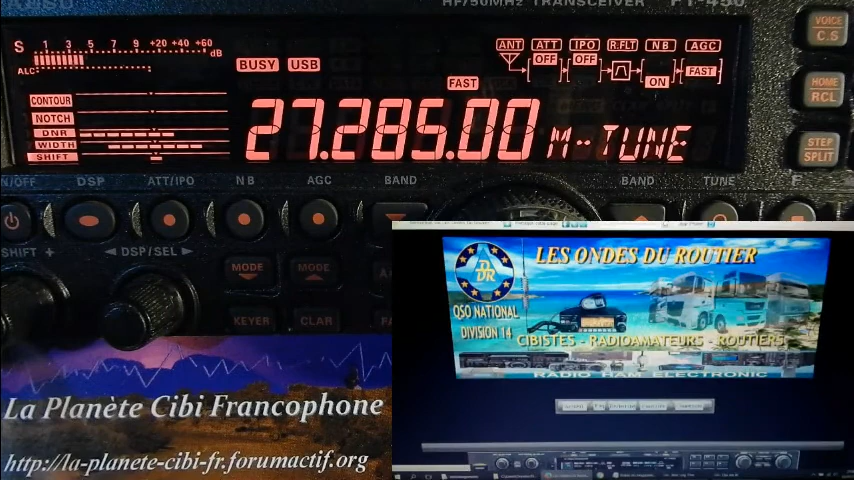 HF/50MHz TRANSCEIVER FT-450
S 1 3 5 7 9 +20 +40 +60 dB
ALC
BUSY USB
ANT ATT IPO R.FLT NB AGC
OFF OFF ON FAST
FAST
CONTOUR
NOTCH
DNR
WIDTH
SHIFT
27.285.00 M-TUNE
VOICE
C.S
HOME
RCL
STEP
SPLIT
N/OFF DSP ATT/IPO NB AGC BAND BAND TUNE F
SHIFT + ◄ DSP/SEL ►
MODE MODE
KEYER CLAR
La Planète Cibi Francophone
http://la-planete-cibi-fr.forumactif.org
LES ONDES DU ROUTIER
QSO NATIONAL
DIVISION 14
CIBISTES - RADIOAMATEURS - ROUTIERS
RADIO HAM ELECTRONIC